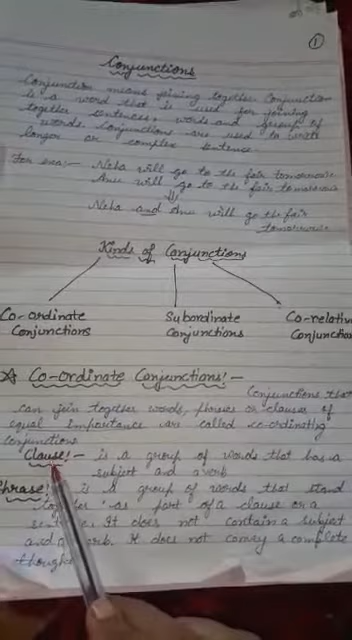 1
Conjunctions
Conjunction means joining together. Conjunction
is a word that is used for joining
together sentences, words and group of
words. Conjunctions are used to write
longer or complex sentence.
For exa:- Neha will go to the fair tomorrow.
Anu will go to the fair tomorrow
Neha and Anu will go the fair
tomorrow
Kinds of Conjunctions
Co-ordinate Conjunctions
Subordinate Conjunctions
Co-relative Conjunction
Co-ordinate Conjunctions:-
Conjunctions that
can join together words, phrases or clauses of
equal importance are called co-ordinating
conjunctions
Clause:- is a group of words that has a
subject and a verb
Phrase: is a group of words that stand
as part of a clause or a
It does not contain a subject
and a verb. It does not convey a complete
thought